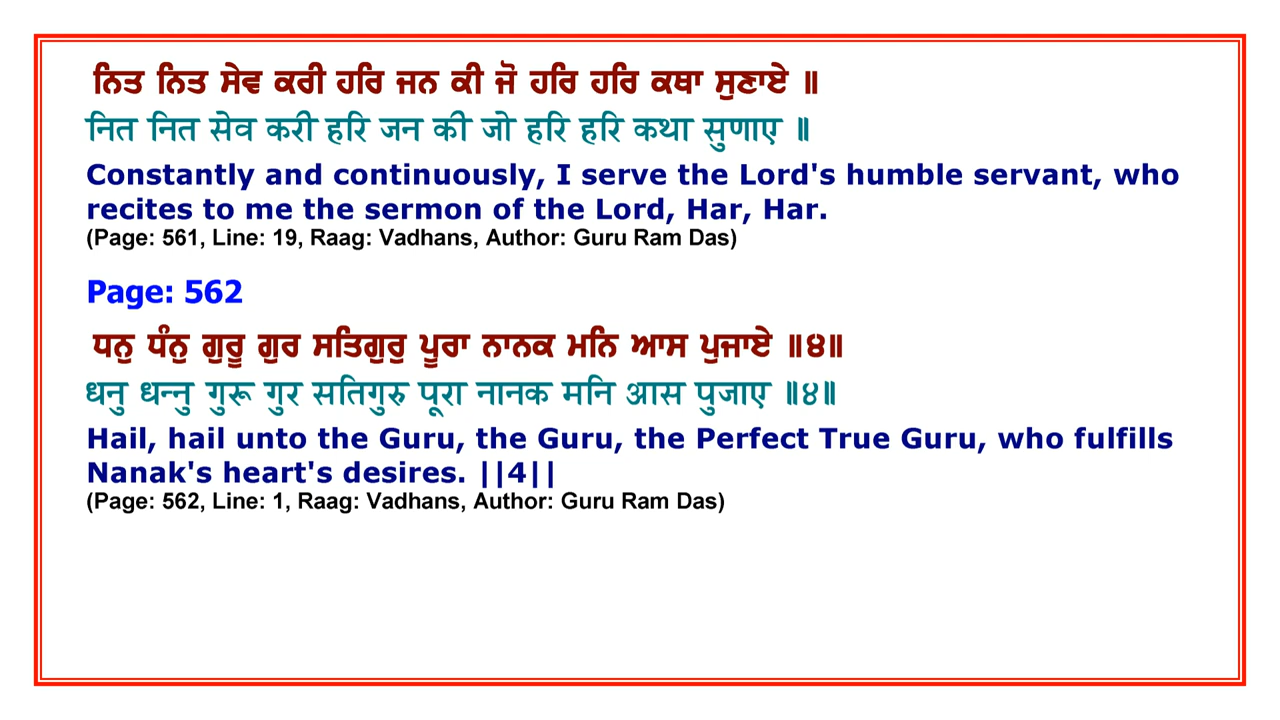 ਨਿਤ ਨਿਤ ਸੇਵ ਕਰੀ ਹਰਿ ਜਨ ਕੀ ਜੋ ਹਰਿ ਹਰਿ ਕਥਾ ਸੁਣਾਏ ॥
नित नित सेव करी हरि जन की जो हरि हरि कथा सुणाए ॥
Constantly and continuously, I serve the Lord's humble servant, who
recites to me the sermon of the Lord, Har, Har.
(Page: 561, Line: 19, Raag: Vadhans, Author: Guru Ram Das)
Page: 562
ਧਨੁ ਧੰਨੁ ਗੁਰੂ ਗੁਰ ਸਤਿਗੁਰੁ ਪੂਰਾ ਨਾਨਕ ਮਨਿ ਆਸ ਪੁਜਾਏ ॥੪॥
धनु धन्नु गुरू गुर सतिगुरु पूरा नानक मनि आस पुजाए ॥४॥
Hail, hail unto the Guru, the Guru, the Perfect True Guru, who fulfills
Nanak's heart's desires. ||4||
(Page: 562, Line: 1, Raag: Vadhans, Author: Guru Ram Das)